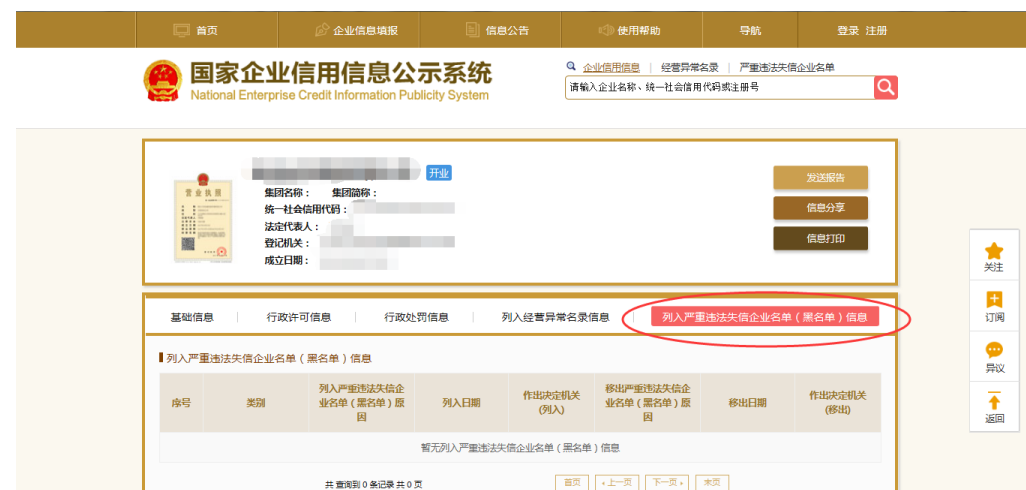 首页 企业信息填报 信息公告 使用帮助 导航 登录 注册
国家企业信用信息公示系统
National Enterprise Credit Information Publicity System
企业信用信息 | 经营异常名录 | 严重违法失信企业名单
请输入企业名称、统一社会信用代码或注册号
开业
营业执照
集团名称： 集团简称：
统一社会信用代码：
法定代表人：
登记机关：
成立日期：
发送报告
信息分享
信息打印
关注
订阅
异议
返回
基础信息 | 行政许可信息 | 行政处罚信息 | 列入经营异常名录信息 | 列入严重违法失信企业名单（黑名单）信息
列入严重违法失信企业名单（黑名单）信息
序号
类别
列入严重违法失信企
业名单（黑名单）原
因
列入日期
作出决定机关
(列入)
移出严重违法失信企
业名单（黑名单）原
因
移出日期
作出决定机关
(移出)
暂无列入严重违法失信企业名单（黑名单）信息
共 查询到 0 条记录 共 0 页
首页 上一页 下一页 末页